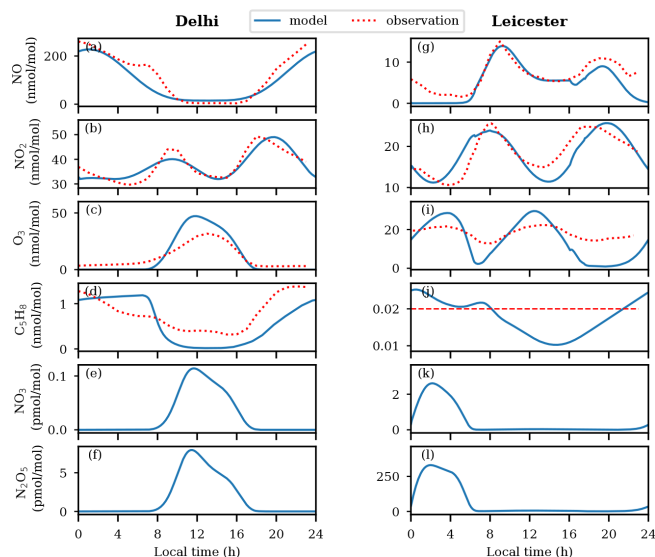 Delhi
model
observation
Leicester
(a)
NO
(nmol/mol)
200
0
(g)
10
0
(b)
NO₂
(nmol/mol)
50
40
30
(h)
20
10
(c)
O₃
(nmol/mol)
50
0
(i)
20
0
(d)
C₅H₈
(nmol/mol)
1
0
(j)
0.02
0.01
(e)
NO₃
(pmol/mol)
0.1
0.0
(k)
2
0
(f)
N₂O₅
(pmol/mol)
5
0
(l)
250
0
0 4 8 12 16 20 24
0 4 8 12 16 20 24
Local time (h)
Local time (h)